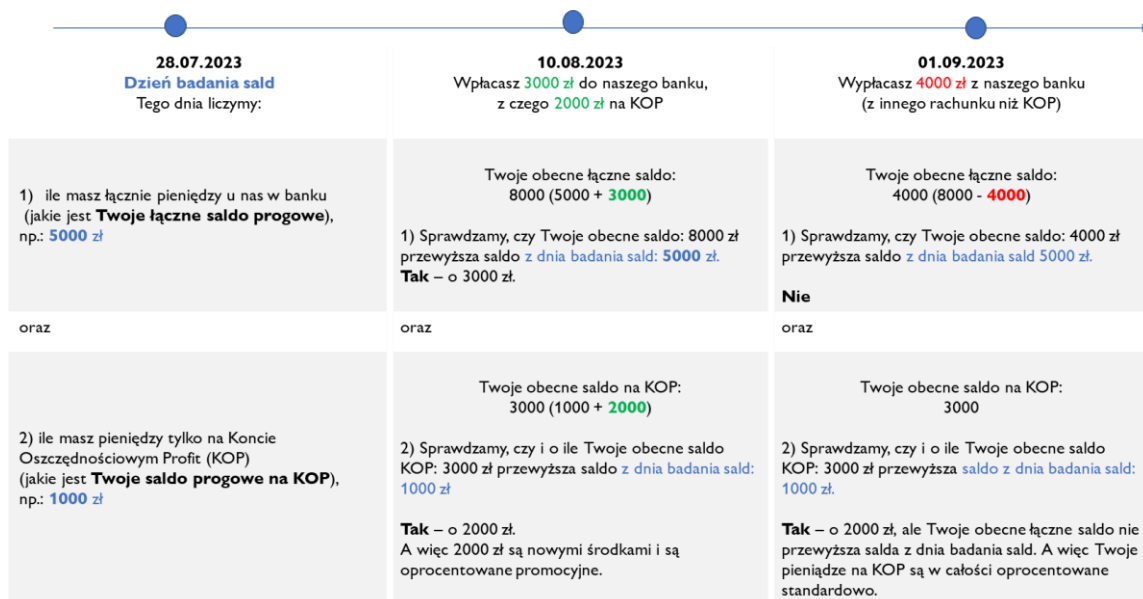 28.07.2023
Dzień badania sald
Tego dnia liczymy:
10.08.2023
Wpłacasz 3000 zł do naszego banku,
z czego 2000 zł na KOP
01.09.2023
Wypłacasz 4000 zł z naszego banku
(z innego rachunku niż KOP)
1) ile masz łącznie pieniędzy u nas w banku
(jakie jest Twoje łączne saldo progowe),
np.: 5000 zł
Twoje obecne łączne saldo:
8000 (5000 + 3000)
1) Sprawdzamy, czy Twoje obecne saldo: 8000 zł
przewyższa saldo z dnia badania sald: 5000 zł.
Tak – o 3000 zł.
Twoje obecne łączne saldo:
4000 (8000 - 4000)
1) Sprawdzamy, czy Twoje obecne saldo: 4000 zł
przewyższa saldo z dnia badania sald 5000 zł.
Nie
oraz
oraz
oraz
2) ile masz pieniędzy tylko na Koncie
Oszczędnościowym Profit (KOP)
(jakie jest Twoje saldo progowe na KOP),
np.: 1000 zł
Twoje obecne saldo na KOP:
3000 (1000 + 2000)
2) Sprawdzamy, czy i o ile Twoje obecne saldo
KOP: 3000 zł przewyższa saldo z dnia badania sald:
1000 zł
Tak – o 2000 zł.
A więc 2000 zł są nowymi środkami i są
oprocentowane promocyjne.
Twoje obecne saldo na KOP:
3000
2) Sprawdzamy, czy i o ile Twoje obecne saldo
KOP: 3000 zł przewyższa saldo z dnia badania sald:
1000 zł.
Tak – o 2000 zł, ale Twoje obecne łączne saldo nie
przewyższa salda z dnia badania sald. A więc Twoje
pieniądze na KOP są w całości oprocentowane
standardowo.